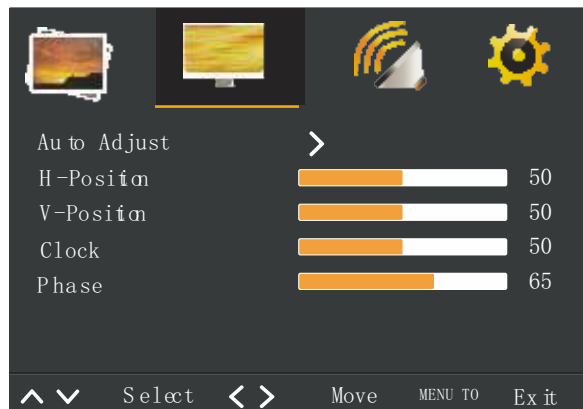 Auto Adjust
H-Position 50
V-Position 50
Clock 50
Phase 65
Select Move MENU TO Exit